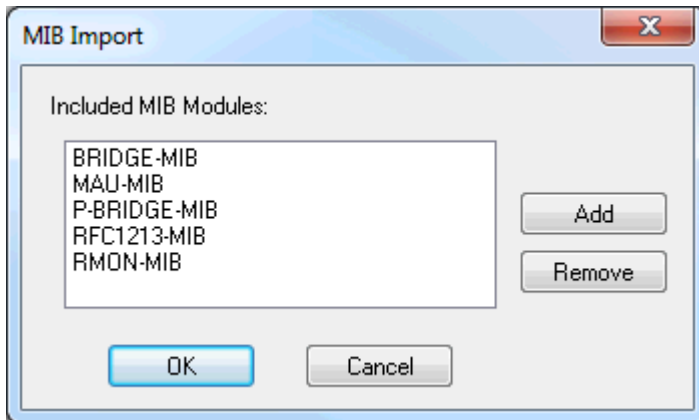 MIB Import
Included MIB Modules:
BRIDGE-MIB
MAU-MIB
P-BRIDGE-MIB
RFC1213-MIB
RMON-MIB
Add
Remove
OK
Cancel